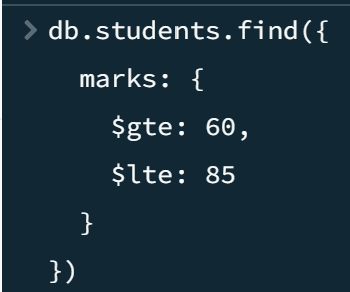 > db.students.find({
marks: {
$gte: 60,
$lte: 85
}
})